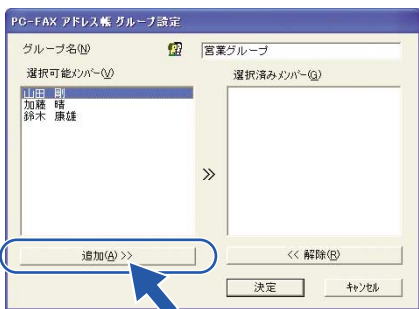 PC-FAX アドレス帳 グループ設定
グループ名(N)
営業グループ
選択可能メンバー(V)
選択済みメンバー(G)
山田 剛
加藤 晴
鈴木 康雄
≫
追加(A) >>
<< 解除(R)
決定
キャンセル